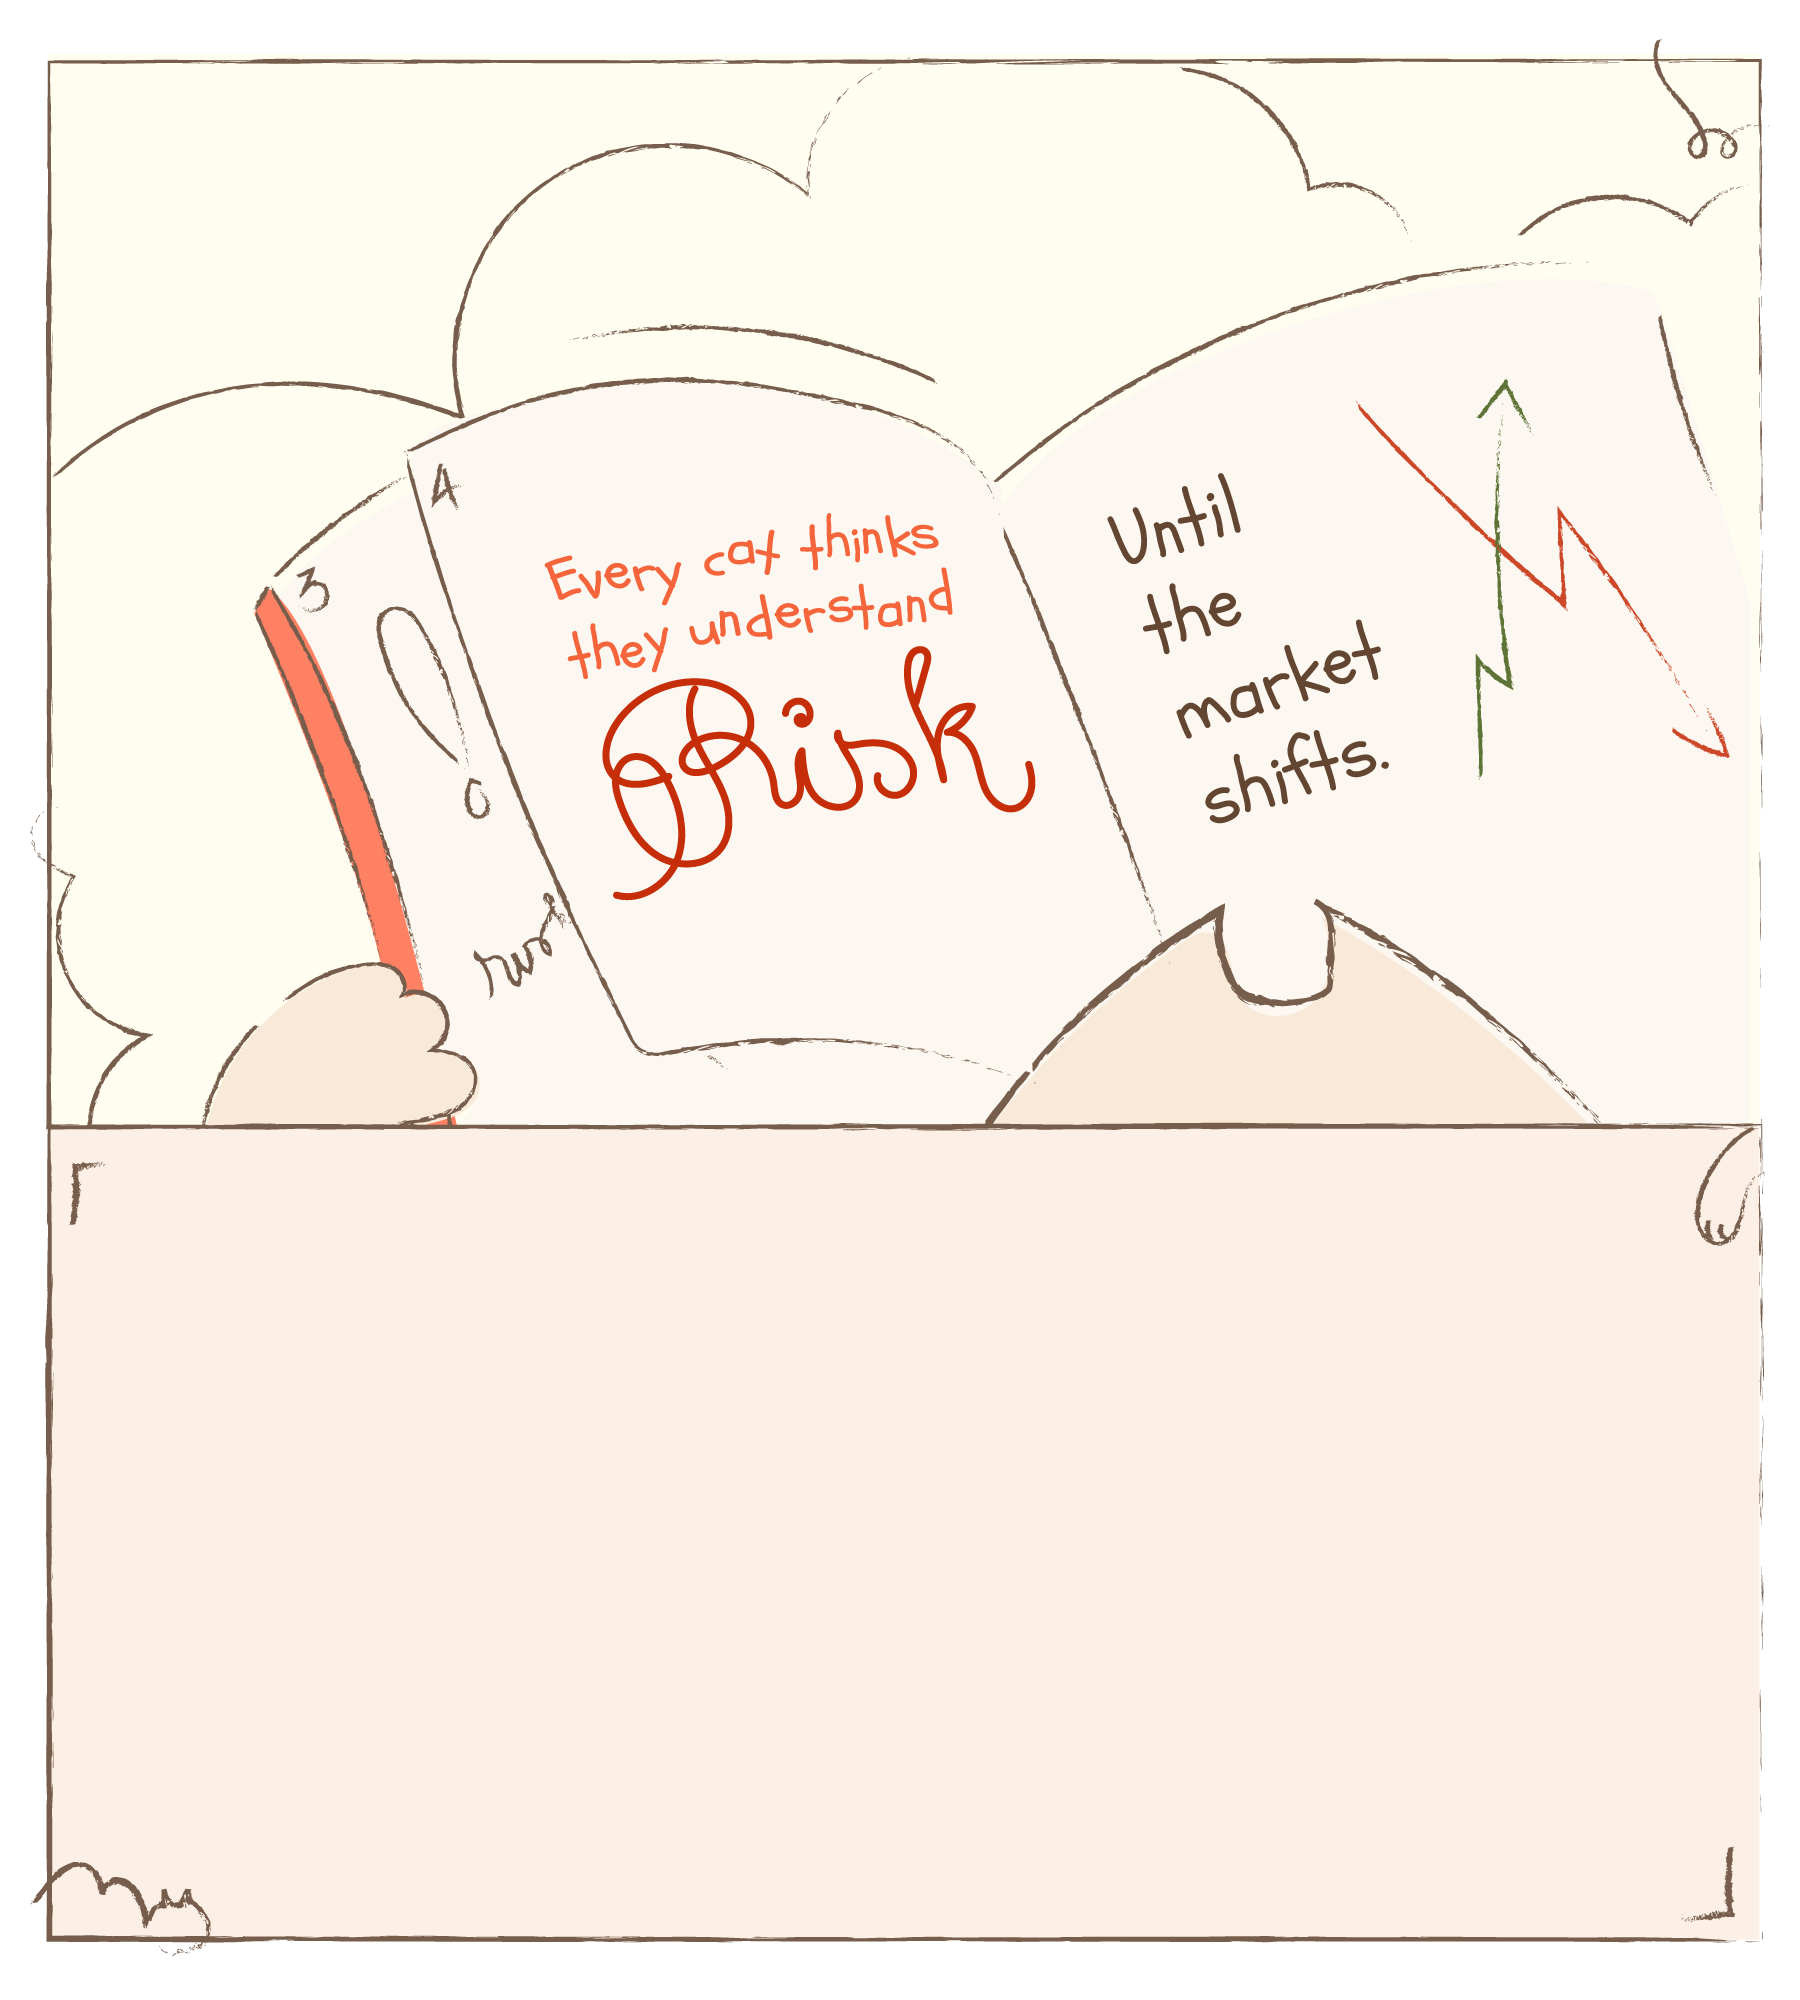 3
4
Every cat thinks
they understand
Risk
Until
the
market
shifts.